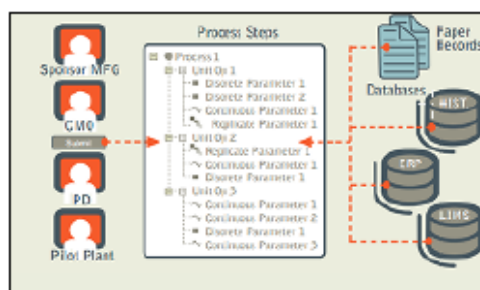 Process Steps
Sponsor MFG
CMO
Submit
PD
Pilot Plant
Process 1
Unit Op 1
Discrete Parameter 1
Discrete Parameter 2
Continuous Parameter 1
Replicate Parameter 1
Unit Op 2
Replicate Parameter 1
Continuous Parameter 1
Discrete Parameter 1
Unit Op 3
Continuous Parameter 1
Continuous Parameter 2
Discrete Parameter 1
Continuous Parameter 3
Paper
Records
Databases
HIST
ERP
LIMS